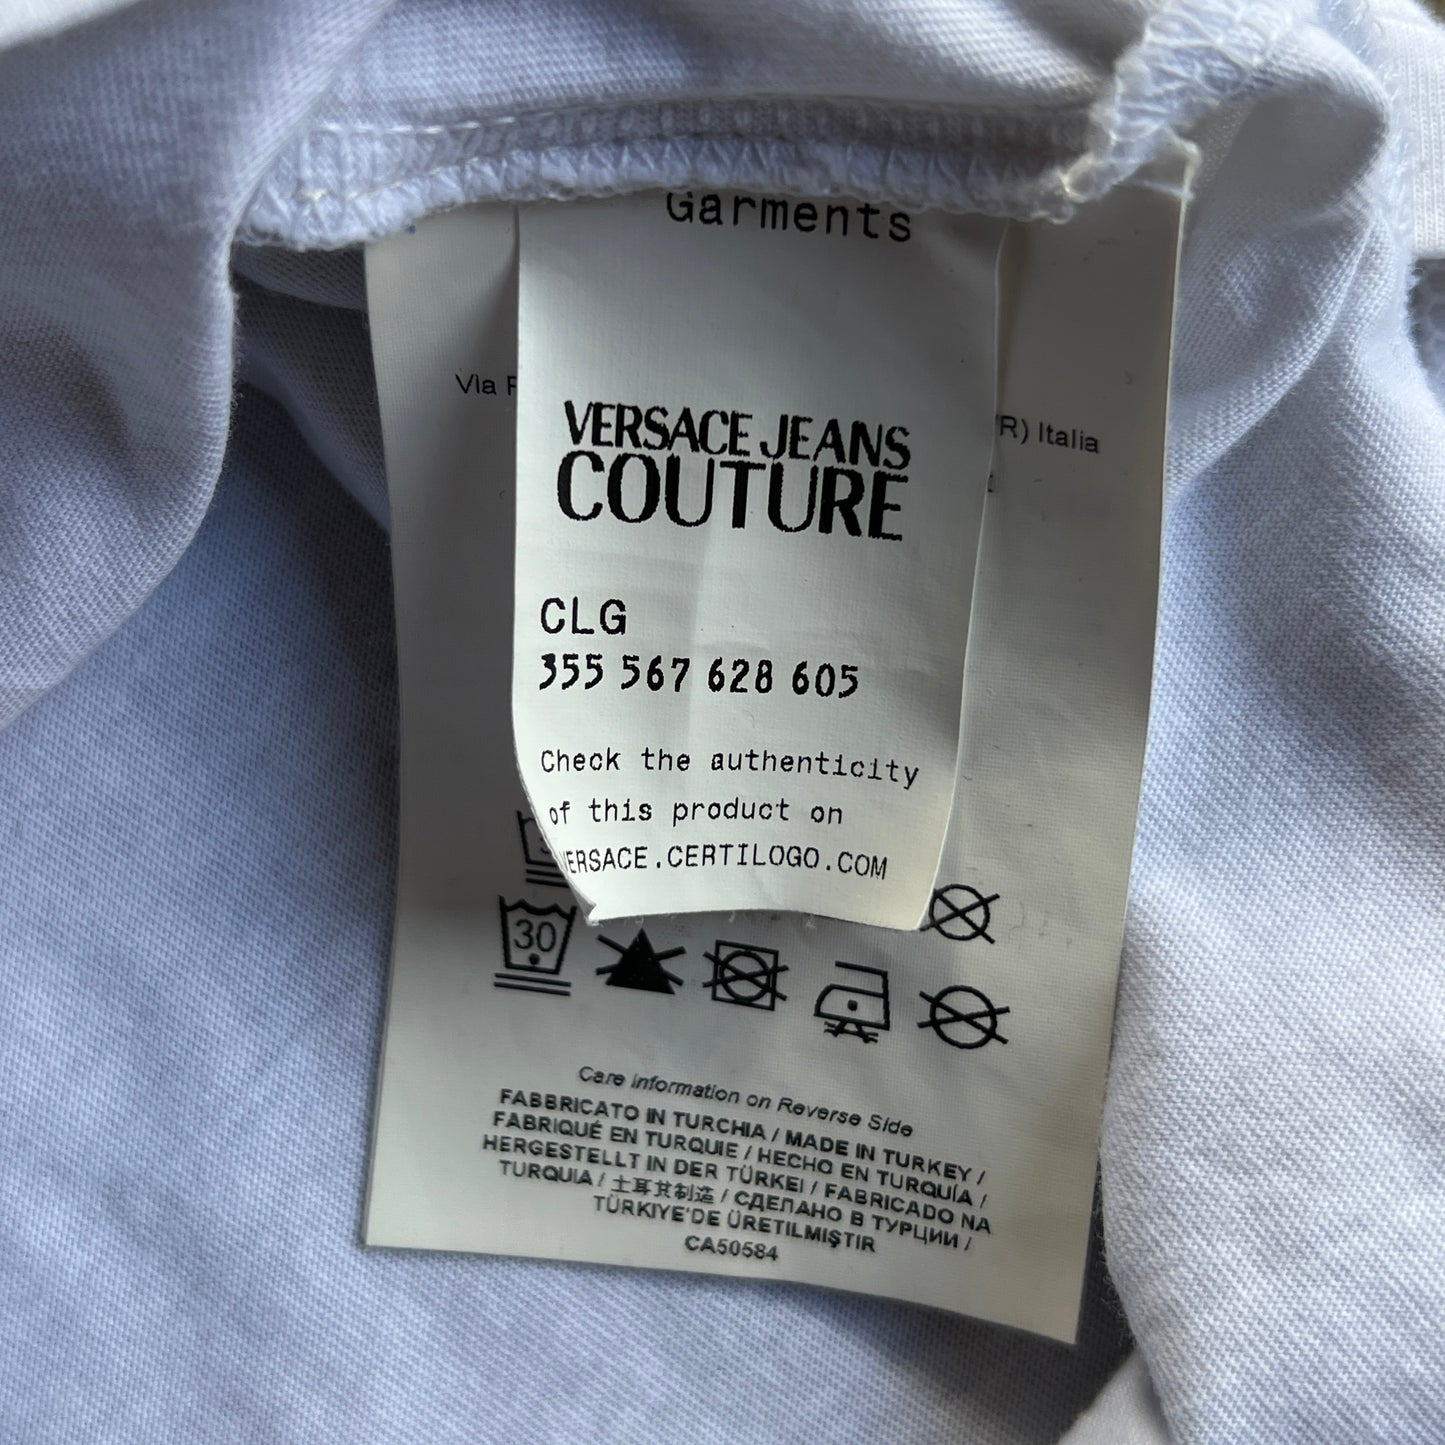 Garments
Via
VR) Italia
VERSACE JEANS
COUTURE
CLG
355 567 628 605
Check the authenticity
of this product on
VERSACE.CERTILOGO.COM
30
Care information on Reverse Side
FABBRICATO IN TURCHIA / MADE IN TURKEY /
FABRIQUÉ EN TURQUIE / HECHO EN TURQUÍA /
HERGESTELLT IN DER TÜRKEI / FABRICADO NA
TURQUIA / 土耳其制造 / СДЕЛАНО В ТУРЦИИ /
TÜRKIYE'DE ÜRETILMIŞTIR
CA50584